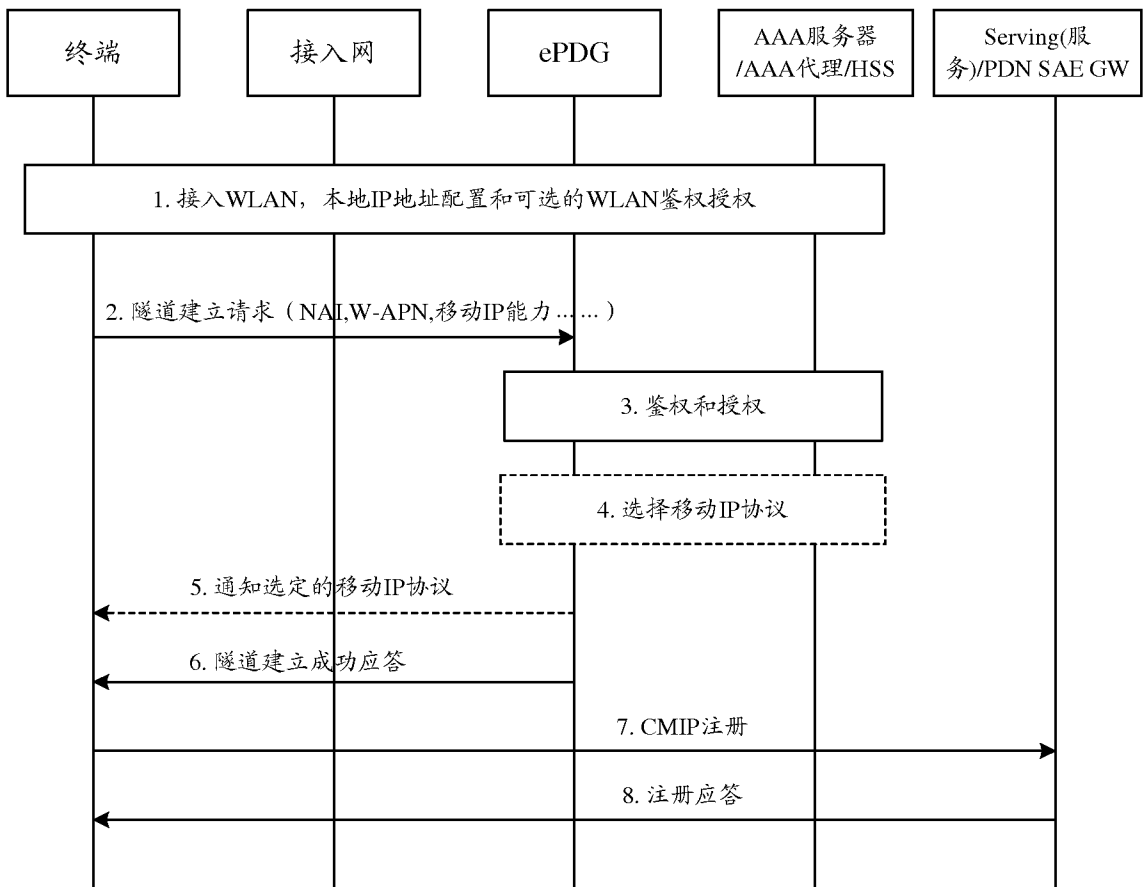 终端
接入网
ePDG
AAA服务器
/AAA代理/HSS
Serving(服
务)/PDN SAE GW
1. 接入WLAN，本地IP地址配置和可选的WLAN鉴权授权
2. 隧道建立请求（NAI,W-APN,移动IP能力……）
3. 鉴权和授权
4. 选择移动IP协议
5. 通知选定的移动IP协议
6. 隧道建立成功应答
7. CMIP注册
8. 注册应答